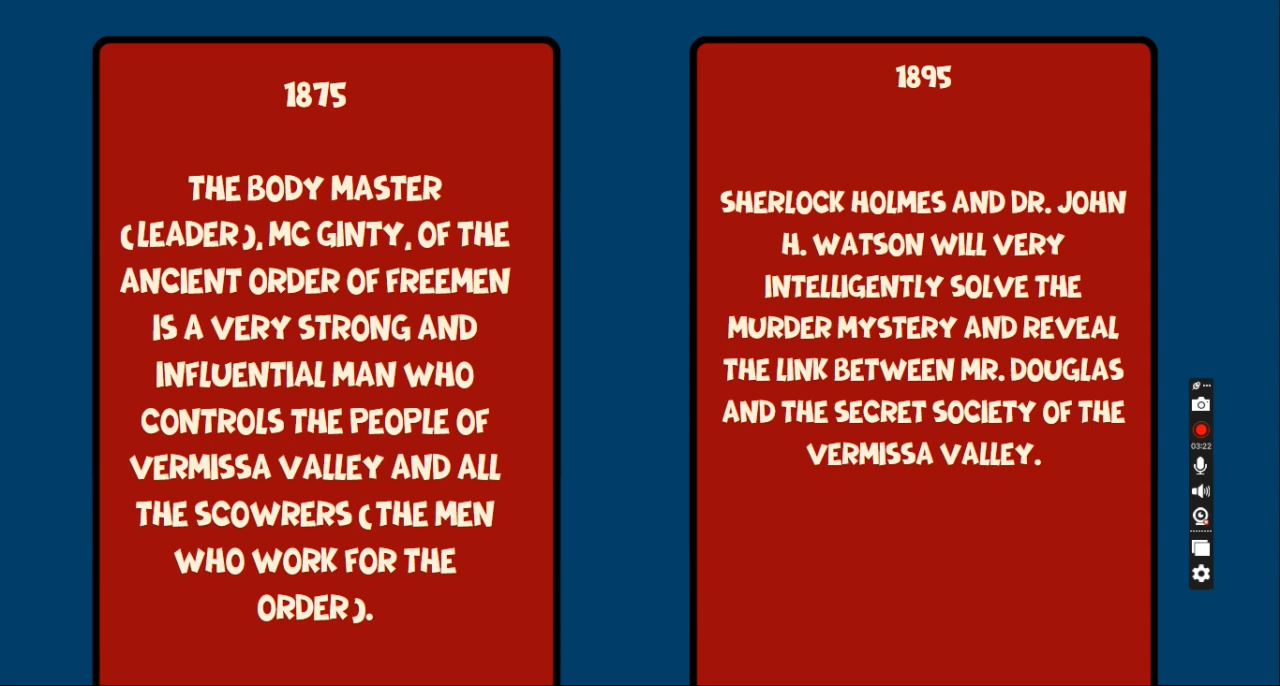 1875
THE BODY MASTER
(LEADER), MC GINTY, OF THE
ANCIENT ORDER OF FREEMEN
IS A VERY STRONG AND
INFLUENTIAL MAN WHO
CONTROLS THE PEOPLE OF
VERMISSA VALLEY AND ALL
THE SCOWRERS (THE MEN
WHO WORK FOR THE
ORDER).
1895
SHERLOCK HOLMES AND DR. JOHN
H. WATSON WILL VERY
INTELLIGENTLY SOLVE THE
MURDER MYSTERY AND REVEAL
THE LINK BETWEEN MR. DOUGLAS
AND THE SECRET SOCIETY OF THE
VERMISSA VALLEY.
03:22